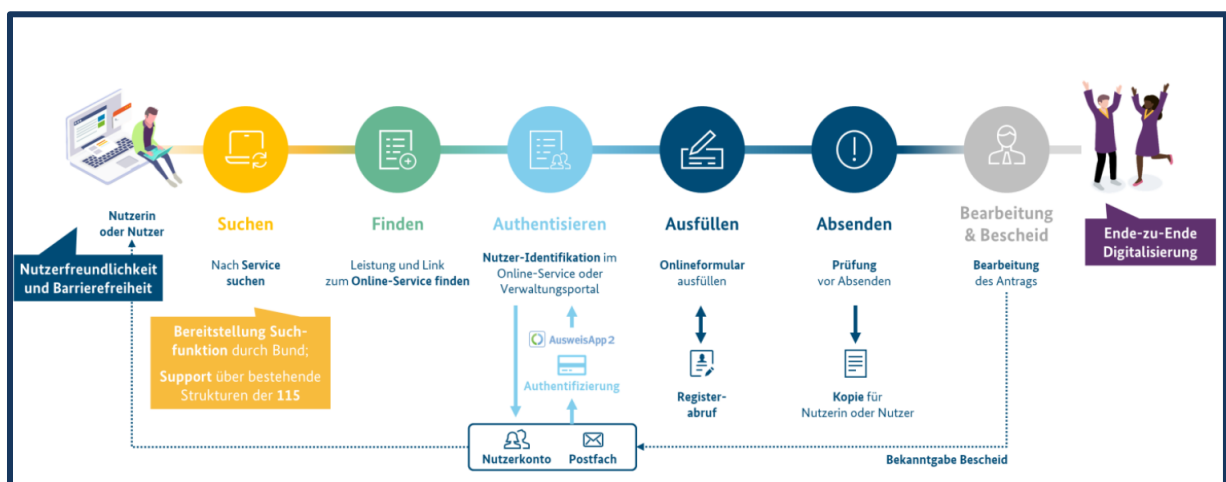 Nutzerin
oder Nutzer
Nutzerfreundlichkeit
und Barrierefreiheit
Suchen
Nach Service
suchen
Bereitstellung Such-
funktion durch Bund;
Support über bestehende
Strukturen der 115
Finden
Leistung und Link
zum Online-Service finden
Authentisieren
Nutzer-Identifikation im
Online-Service oder
Verwaltungsportal
AusweisApp2
Authentifizierung
Nutzerkonto
Postfach
Ausfüllen
Onlineformular
ausfüllen
Register-
abruf
Absenden
Prüfung
vor Absenden
Kopie für
Nutzerin oder Nutzer
Bearbeitung
& Bescheid
Bearbeitung
des Antrags
Bekanntgabe Bescheid
Ende-zu-Ende
Digitalisierung